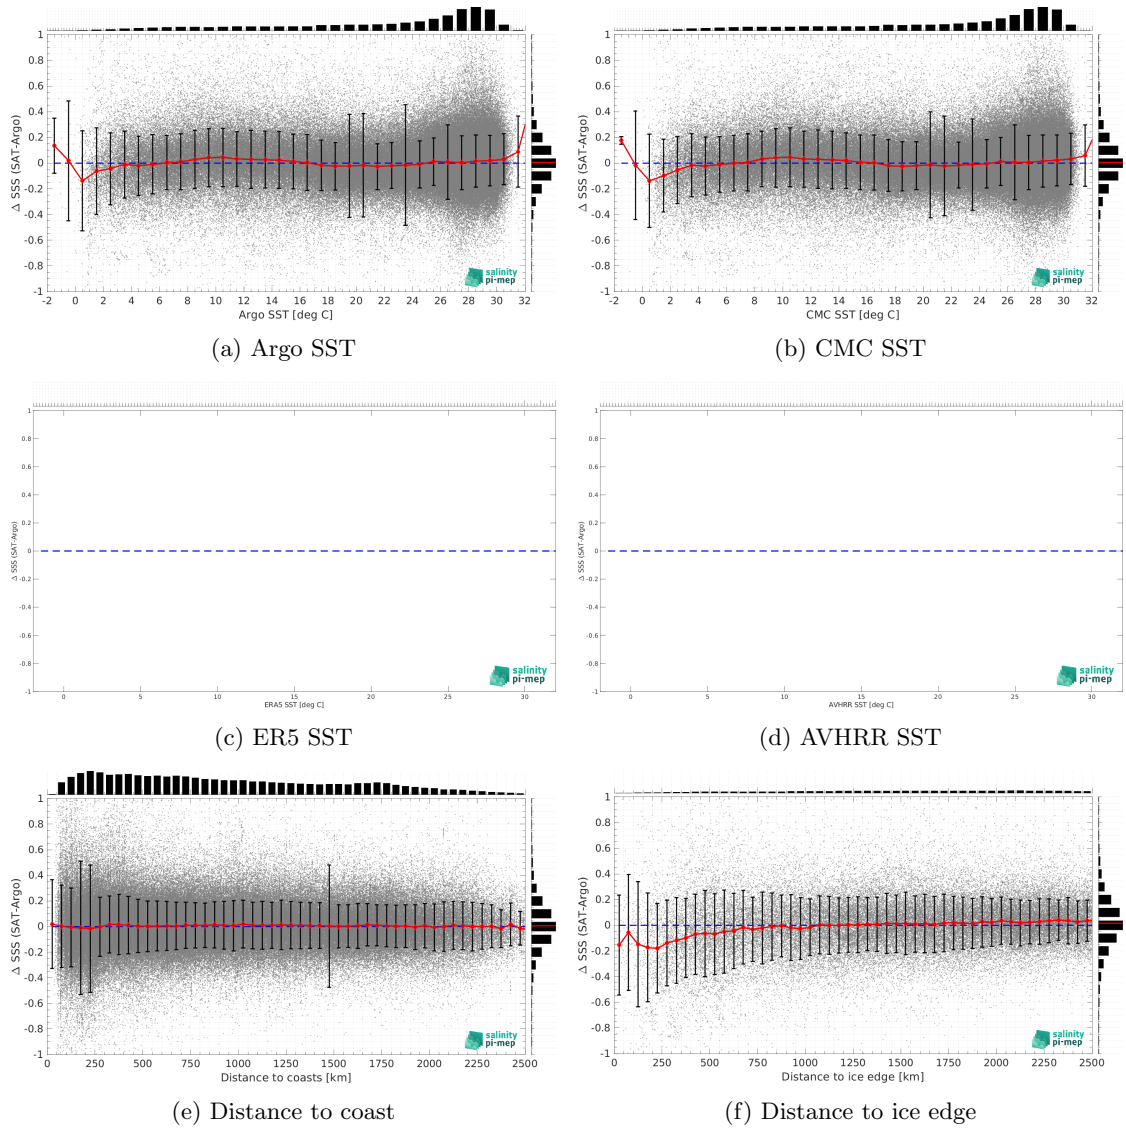 1
0.8
0.6
0.4
0.2
0
-0.2
-0.4
-0.6
-0.8
-1
Δ SSS (SAT-Argo)
salinity
pi-mep
-2 0 2 4 6 8 10 12 14 16 18 20 22 24 26 28 30 32
Argo SST [deg C]
(a) Argo SST
1
0.8
0.6
0.4
0.2
0
-0.2
-0.4
-0.6
-0.8
-1
Δ SSS (SAT-Argo)
salinity
pi-mep
-2 0 2 4 6 8 10 12 14 16 18 20 22 24 26 28 30 32
CMC SST [deg C]
(b) CMC SST
1
0.8
0.6
0.4
0.2
0
-0.2
-0.4
-0.6
-0.8
-1
Δ SSS (SAT-Argo)
salinity
pi-mep
0 5 10 15 20 25 30
ERA5 SST [deg C]
(c) ER5 SST
1
0.8
0.6
0.4
0.2
0
-0.2
-0.4
-0.6
-0.8
-1
Δ SSS (SAT-Argo)
salinity
pi-mep
0 5 10 15 20 25 30
AVHRR SST [deg C]
(d) AVHRR SST
1
0.8
0.6
0.4
0.2
0
-0.2
-0.4
-0.6
-0.8
-1
Δ SSS (SAT-Argo)
salinity
pi-mep
0 250 500 750 1000 1250 1500 1750 2000 2250 2500
Distance to coasts [km]
(e) Distance to coast
1
0.8
0.6
0.4
0.2
0
-0.2
-0.4
-0.6
-0.8
-1
Δ SSS (SAT-Argo)
salinity
pi-mep
0 250 500 750 1000 1250 1500 1750 2000 2250 2500
Distance to ice edge [km]
(f) Distance to ice edge